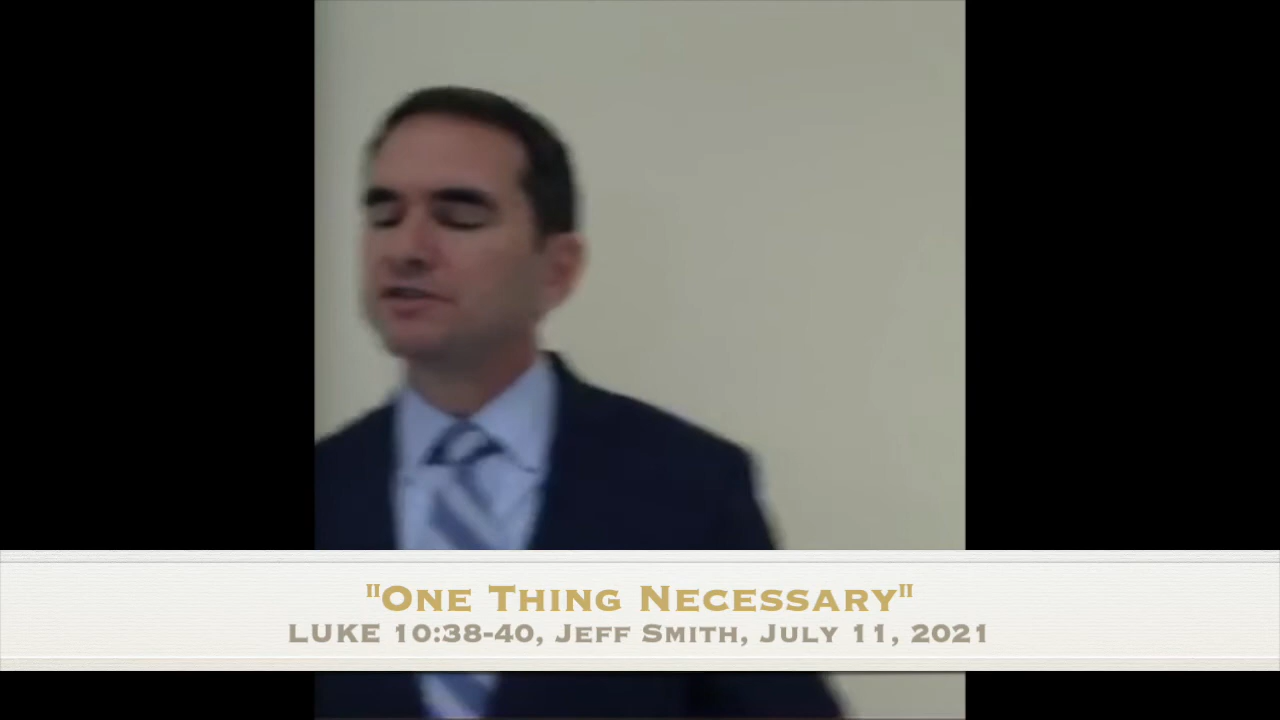 "One Thing Necessary"
LUKE 10:38-40, Jeff Smith, July 11, 2021